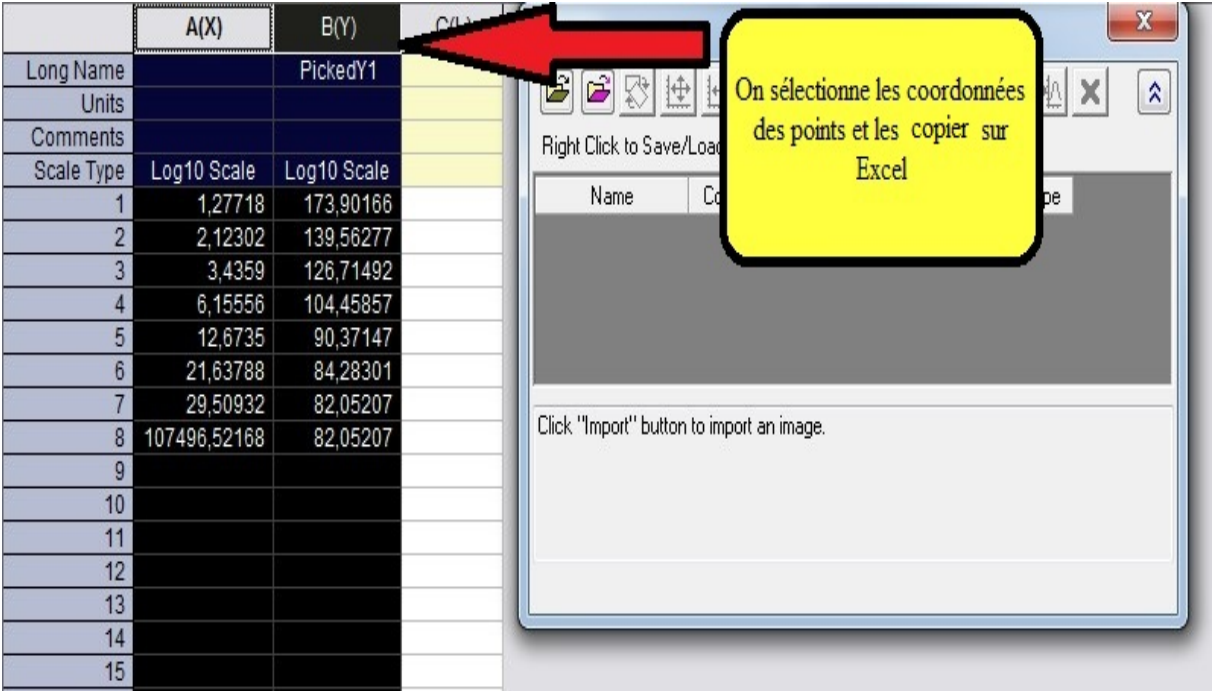 A(X) B(Y)
Long Name PickedY1
Units
Comments
Scale Type Log10 Scale Log10 Scale
1 1,27718 173,90166
2 2,12302 139,56277
3 3,4359 126,71492
4 6,15556 104,45857
5 12,6735 90,37147
6 21,63788 84,28301
7 29,50932 82,05207
8 107496,52168 82,05207
9
10
11
12
13
14
15
On sélectionne les coordonnées
des points et les copier sur
Excel
Right Click to Save/Load
Name
Click "Import" button to import an image.